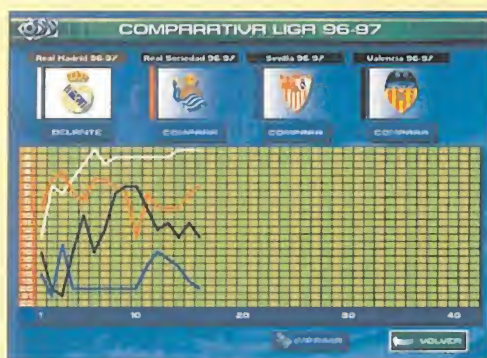 COMPARATIVA LIGA 96-97
Real Madrid 96-97 Real Sociedad 96-97 Sevilla 96-97 Valencia 96-97
DELANTE COMPARA COMPARA COMPARA
1 10 20 30 40
IMPRIMIR VOLVER